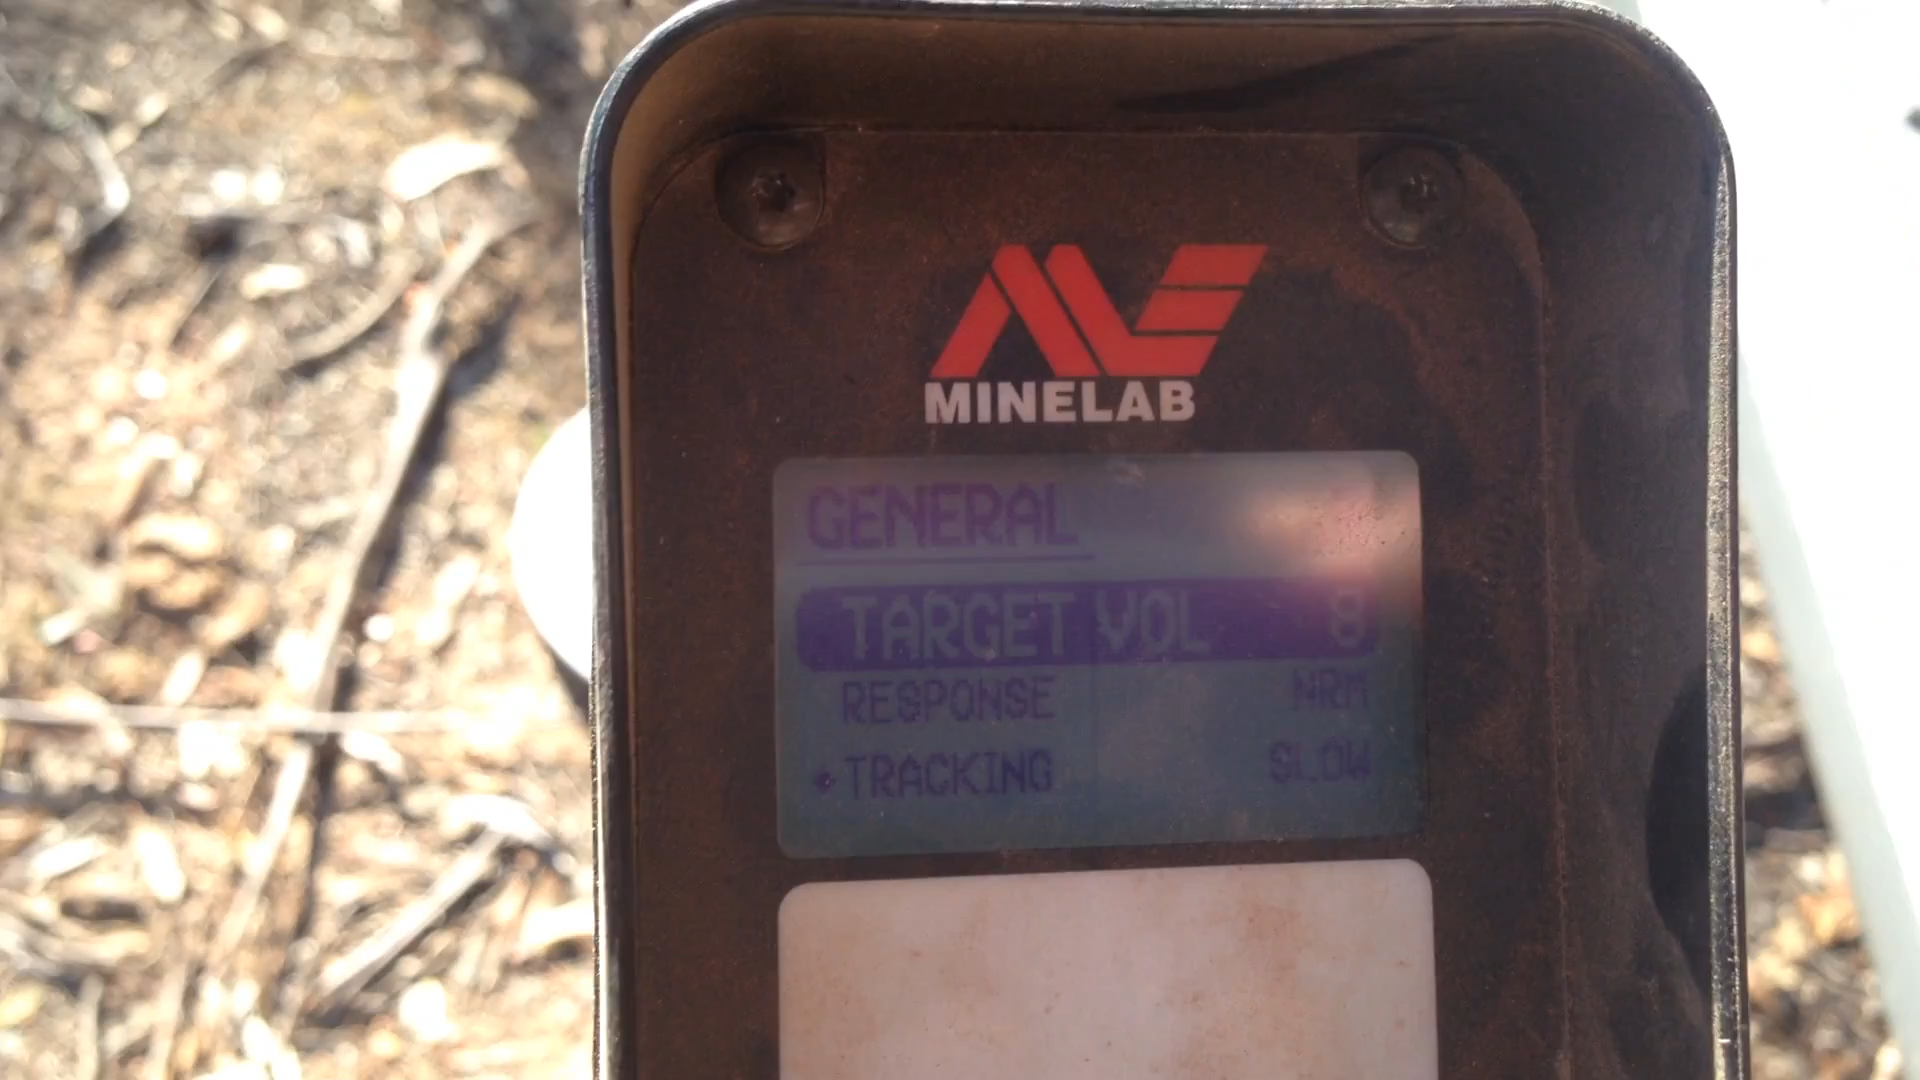 MINELAB
GENERAL
TARGET VOL 8
RESPONSE NRM
TRACKING SLOW